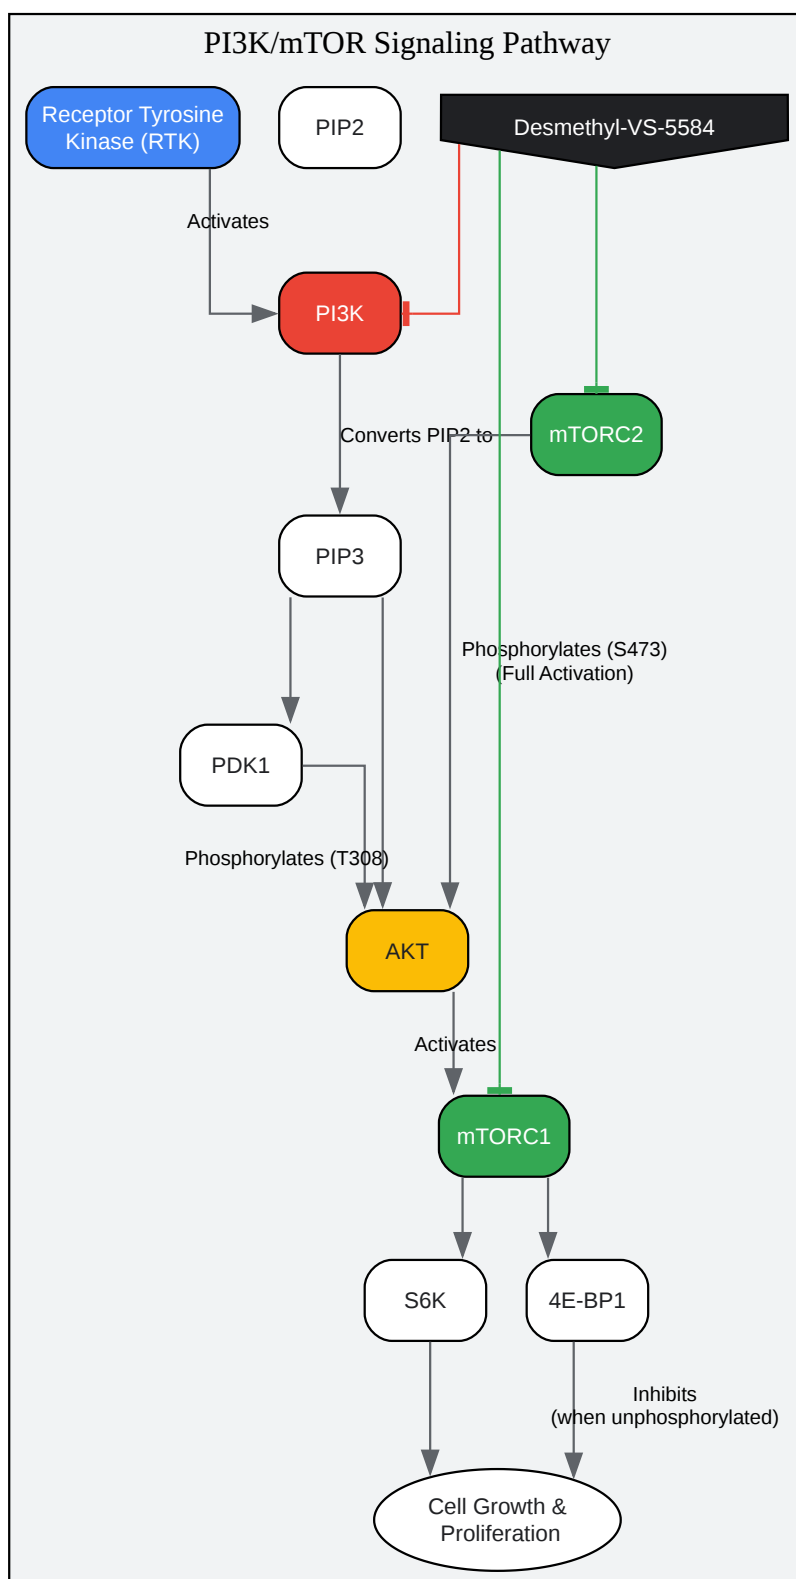 PI3K/mTOR Signaling Pathway
Receptor Tyrosine
Kinase (RTK)
PIP2
Desmethyl-VS-5584
Activates
PI3K
Converts PIP2 to
mTORC2
PIP3
Phosphorylates (S473)
(Full Activation)
PDK1
Phosphorylates (T308)
AKT
Activates
mTORC1
S6K
4E-BP1
Inhibits
(when unphosphorylated)
Cell Growth &
Proliferation